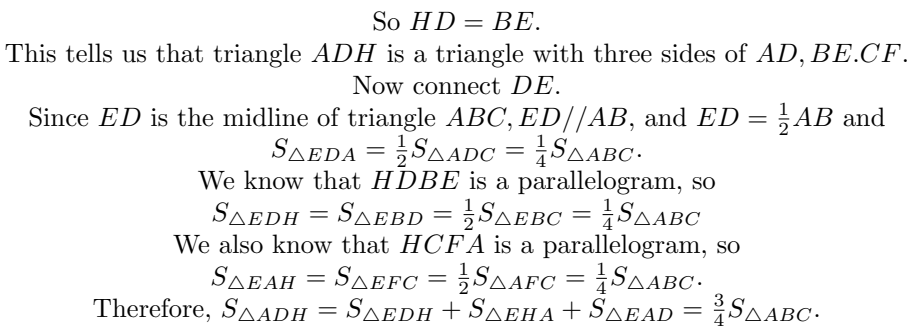 So HD = BE.
This tells us that triangle ADH is a triangle with three sides of AD, BE.CF.
Now connect DE.
Since ED is the midline of triangle ABC, ED//AB, and ED = \frac{1}{2}AB and
S_{\triangle EDA} = \frac{1}{2}S_{\triangle ADC} = \frac{1}{4}S_{\triangle ABC}.
We know that HDBE is a parallelogram, so
S_{\triangle EDH} = S_{\triangle EBD} = \frac{1}{2}S_{\triangle EBC} = \frac{1}{4}S_{\triangle ABC}
We also know that HCFA is a parallelogram, so
S_{\triangle EAH} = S_{\triangle EFC} = \frac{1}{2}S_{\triangle AFC} = \frac{1}{4}S_{\triangle ABC}.
Therefore, S_{\triangle ADH} = S_{\triangle EDH} + S_{\triangle EHA} + S_{\triangle EAD} = \frac{3}{4}S_{\triangle ABC}.